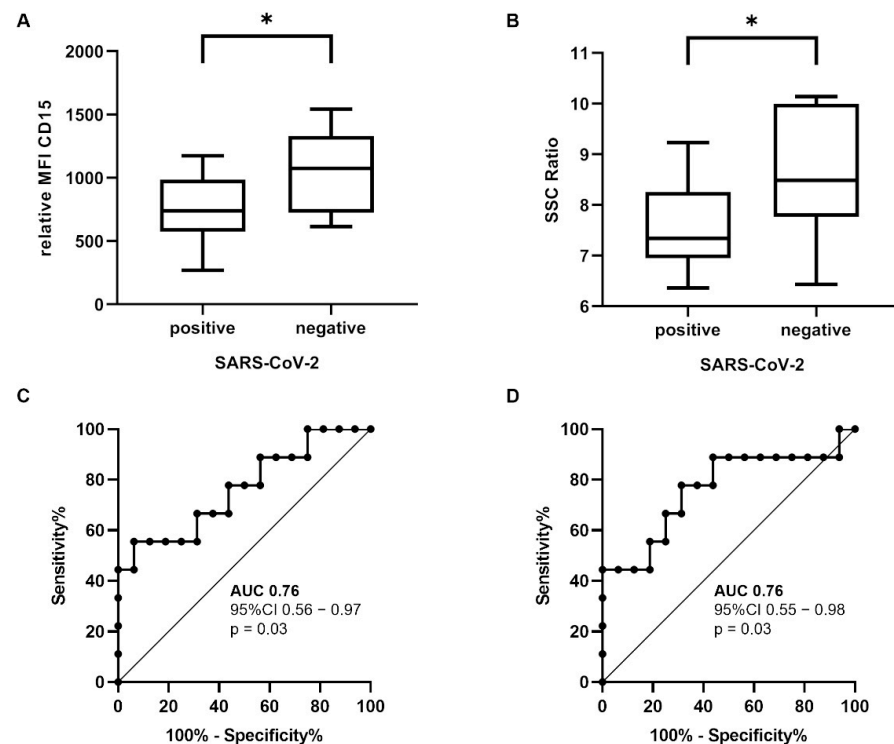 A
*
2000
1500
1000
500
0
relative MFI CD15
positive negative
SARS-CoV-2
B
*
11
10
9
8
7
6
SSC Ratio
positive negative
SARS-CoV-2
C
100
80
60
40
20
0
Sensitivity%
AUC 0.76
95%CI 0.56 – 0.97
p = 0.03
0 20 40 60 80 100
100% - Specificity%
D
100
80
60
40
20
0
Sensitivity%
AUC 0.76
95%CI 0.55 – 0.98
p = 0.03
0 20 40 60 80 100
100% - Specificity%